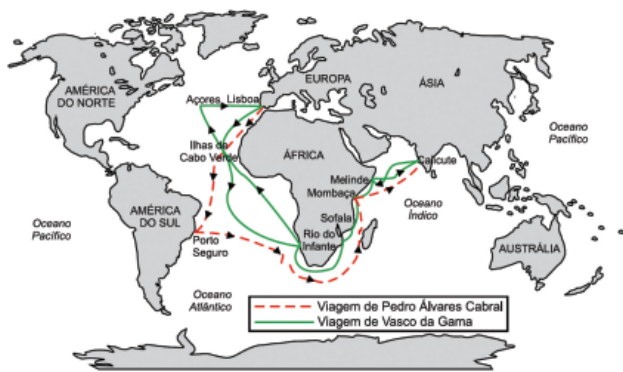 AMÉRICA
DO NORTE
Açores
Lisboa
EUROPA
ÁSIA
Oceano
Pacífico
Ilhas de
Cabo Verde
ÁFRICA
Calicute
Melinde
Mombaça
Oceano
Índico
AMÉRICA
DO SUL
Oceano
Pacífico
Sofala
Porto
Seguro
Rio do
Infante
AUSTRÁLIA
Oceano
Atlântico
Viagem de Pedro Álvares Cabral
Viagem de Vasco da Gama